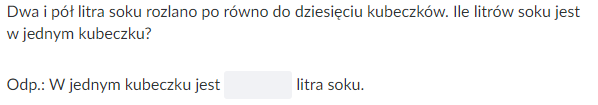 Dwa i pół litra soku rozlano po równo do dziesięciu kubeczków. Ile litrów soku jest
w jednym kubeczku?
Odp.: W jednym kubeczku jest litra soku.